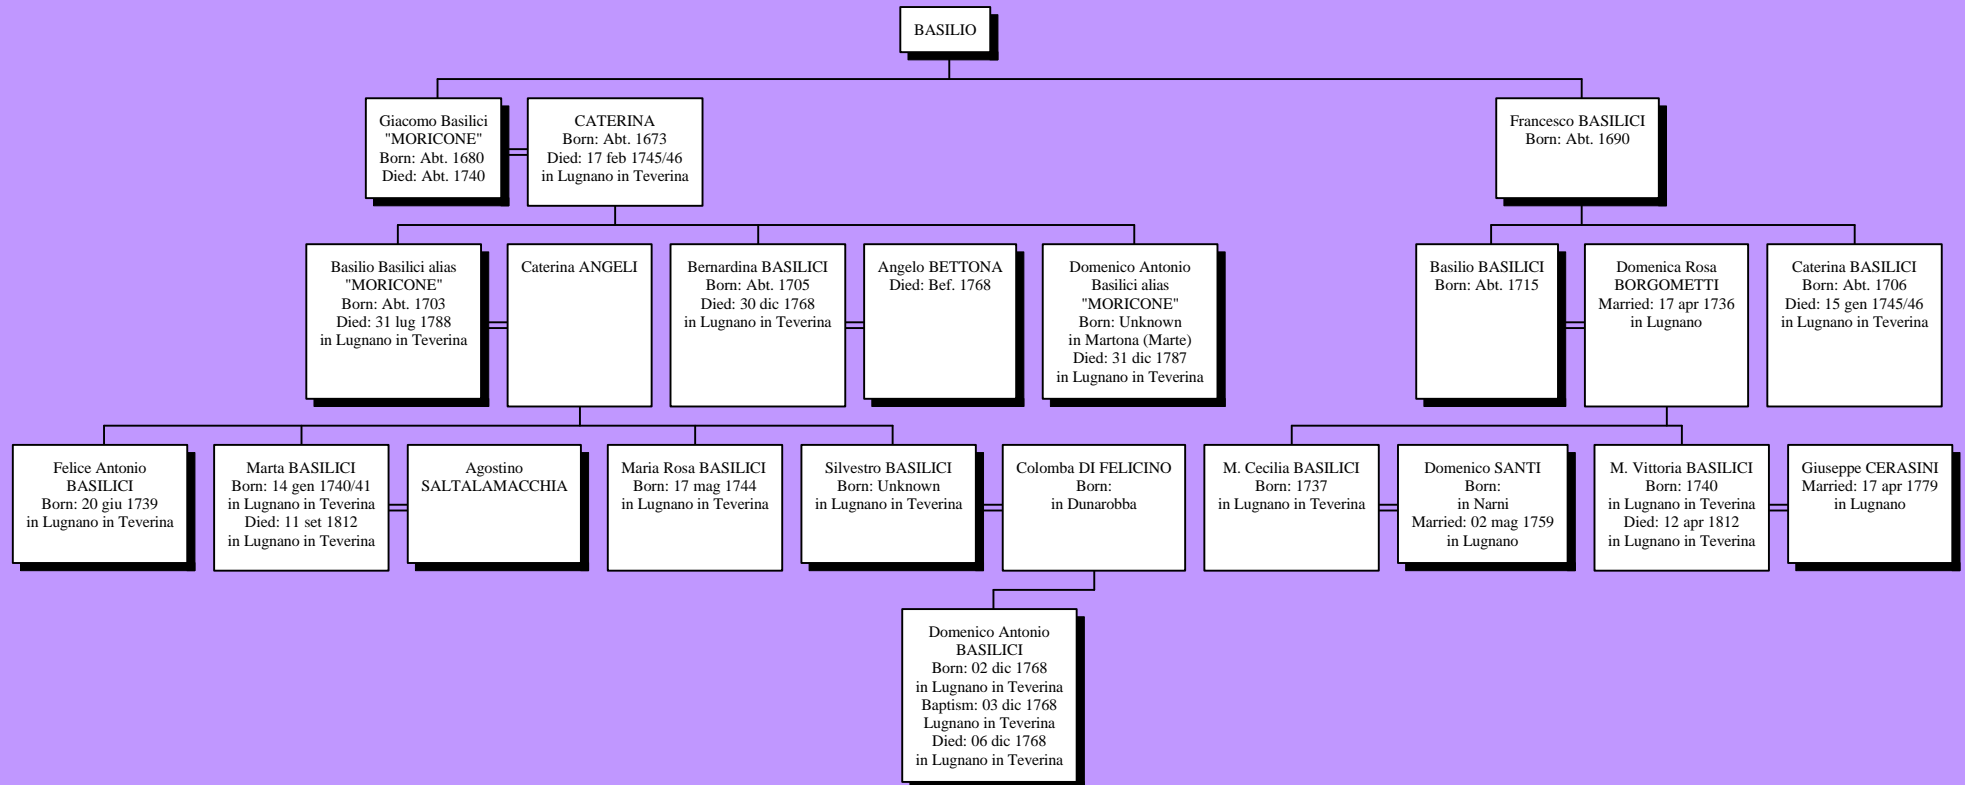 BASILIO
Giacomo Basilici
"MORICONE"
Born: Abt. 1680
Died: Abt. 1740
CATERINA
Born: Abt. 1673
Died: 17 feb 1745/46
in Lugnano in Teverina
Francesco BASILICI
Born: Abt. 1690
Basilio Basilici alias
"MORICONE"
Born: Abt. 1703
Died: 31 lug 1788
in Lugnano in Teverina
Caterina ANGELI
Bernardina BASILICI
Born: Abt. 1705
Died: 30 dic 1768
in Lugnano in Teverina
Angelo BETTONA
Died: Bef. 1768
Domenico Antonio
Basilici alias
"MORICONE"
Born: Unknown
in Martona (Marte)
Died: 31 dic 1787
in Lugnano in Teverina
Basilio BASILICI
Born: Abt. 1715
Domenica Rosa
BORGOMETTI
Married: 17 apr 1736
in Lugnano
Caterina BASILICI
Born: Abt. 1706
Died: 15 gen 1745/46
in Lugnano in Teverina
Felice Antonio
BASILICI
Born: 20 giu 1739
in Lugnano in Teverina
Marta BASILICI
Born: 14 gen 1740/41
in Lugnano in Teverina
Died: 11 set 1812
in Lugnano in Teverina
Agostino
SALTALAMACCHIA
Maria Rosa BASILICI
Born: 17 mag 1744
in Lugnano in Teverina
Silvestro BASILICI
Born: Unknown
in Lugnano in Teverina
Colomba DI FELICINO
Born:
in Dunarobba
M. Cecilia BASILICI
Born: 1737
in Lugnano in Teverina
Domenico SANTI
Born:
in Narni
Married: 02 mag 1759
in Lugnano
M. Vittoria BASILICI
Born: 1740
in Lugnano in Teverina
Died: 12 apr 1812
in Lugnano in Teverina
Giuseppe CERASINI
Married: 17 apr 1779
in Lugnano
Domenico Antonio
BASILICI
Born: 02 dic 1768
in Lugnano in Teverina
Baptism: 03 dic 1768
Lugnano in Teverina
Died: 06 dic 1768
in Lugnano in Teverina